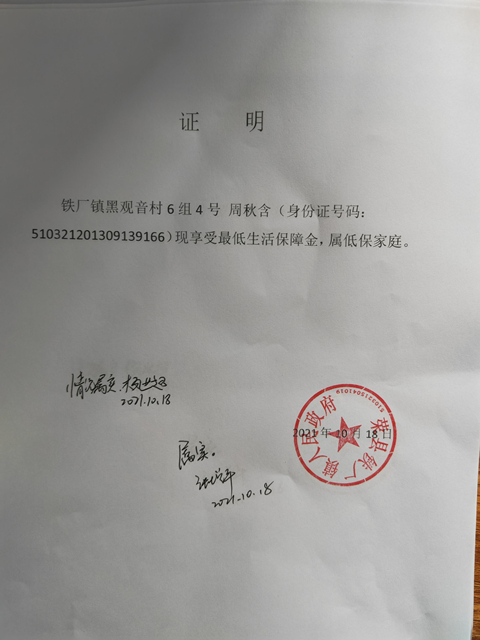 证 明
铁厂镇黑观音村6组4号 周秋含（身份证号码：
510321201309139166）现享受最低生活保障金，属低保家庭。
情况属实.
2021.10.18
荣县铁厂镇人民政府
5103215041019
2021年10月18日
属实。
2021.10.18